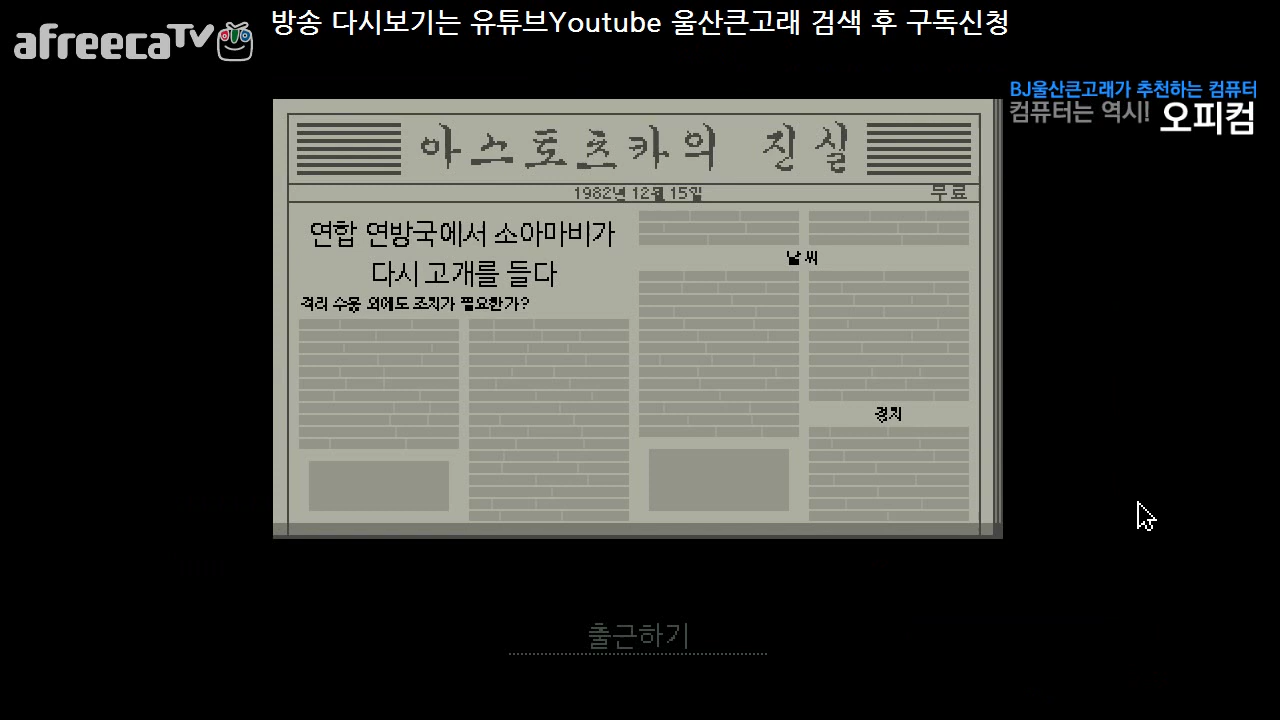 afreecaTV
방송 다시보기는 유튜브Youtube 울산큰고래 검색 후 구독신청
BJ울산큰고래가 추천하는 컴퓨터
컴퓨터는 역시! 오피컴
아스토츠카의 진실
1982년 12월 15일
무료
연합 연방국에서 소아마비가
다시 고개를 들다
격리 수용 외에도 조치가 필요한가?
날씨
정치
출근하기